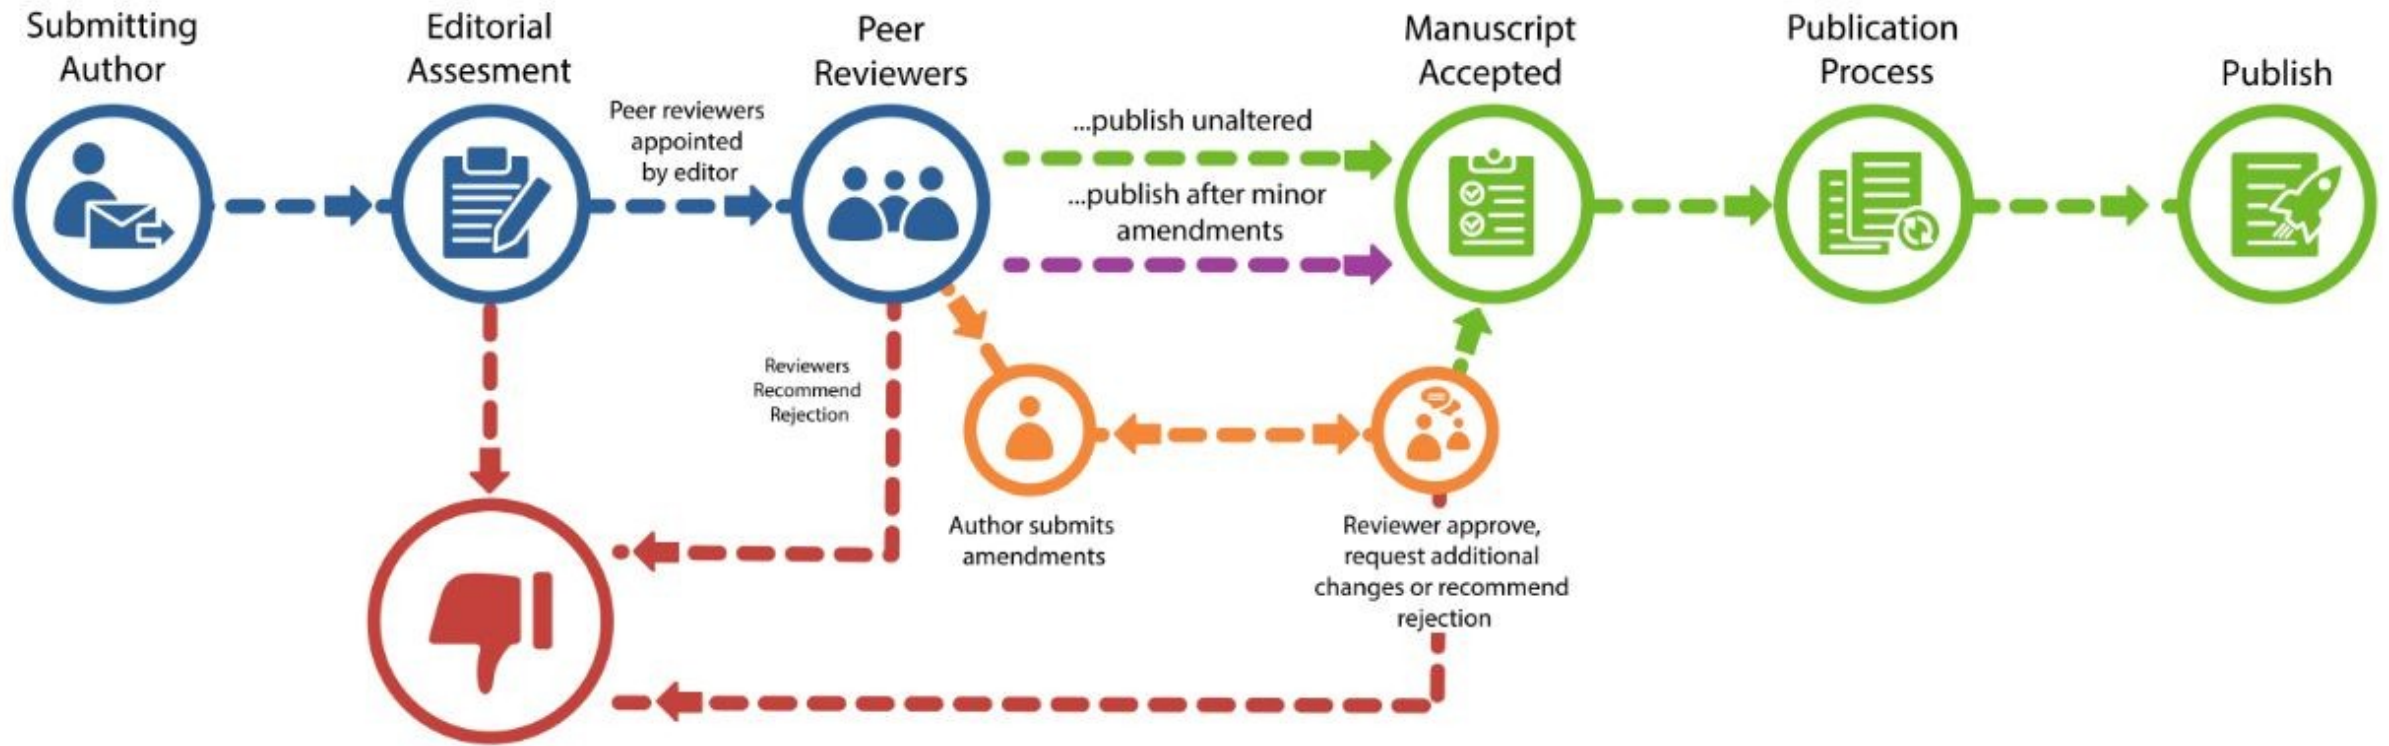 Submitting
Author
Editorial
Assesment
Peer reviewers
appointed
by editor
Peer
Reviewers
...publish unaltered
...publish after minor
amendments
Manuscript
Accepted
Publication
Process
Publish
Reviewers
Recommend
Rejection
Author submits
amendments
Reviewer approve,
request additional
changes or recommend
rejection